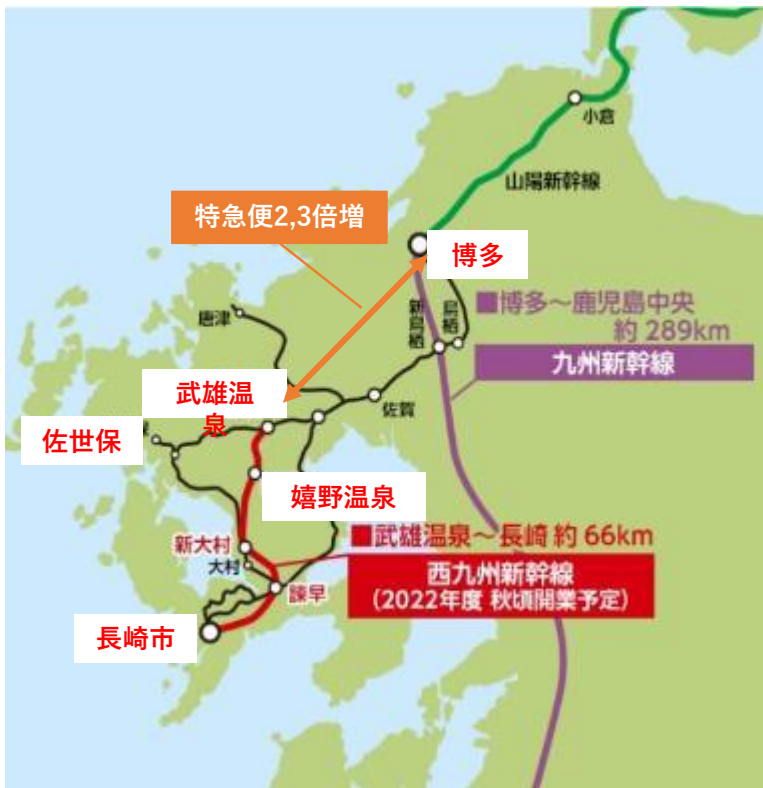 小倉
山陽新幹線
特急便2,3倍増
博多
新鳥栖
鳥栖
■博多～鹿児島中央
約 289km
九州新幹線
唐津
武雄温
泉
佐賀
佐世保
嬉野温泉
新大村
大村
■武雄温泉～長崎 約 66km
西九州新幹線
(2022年度 秋頃開業予定)
諫早
長崎市